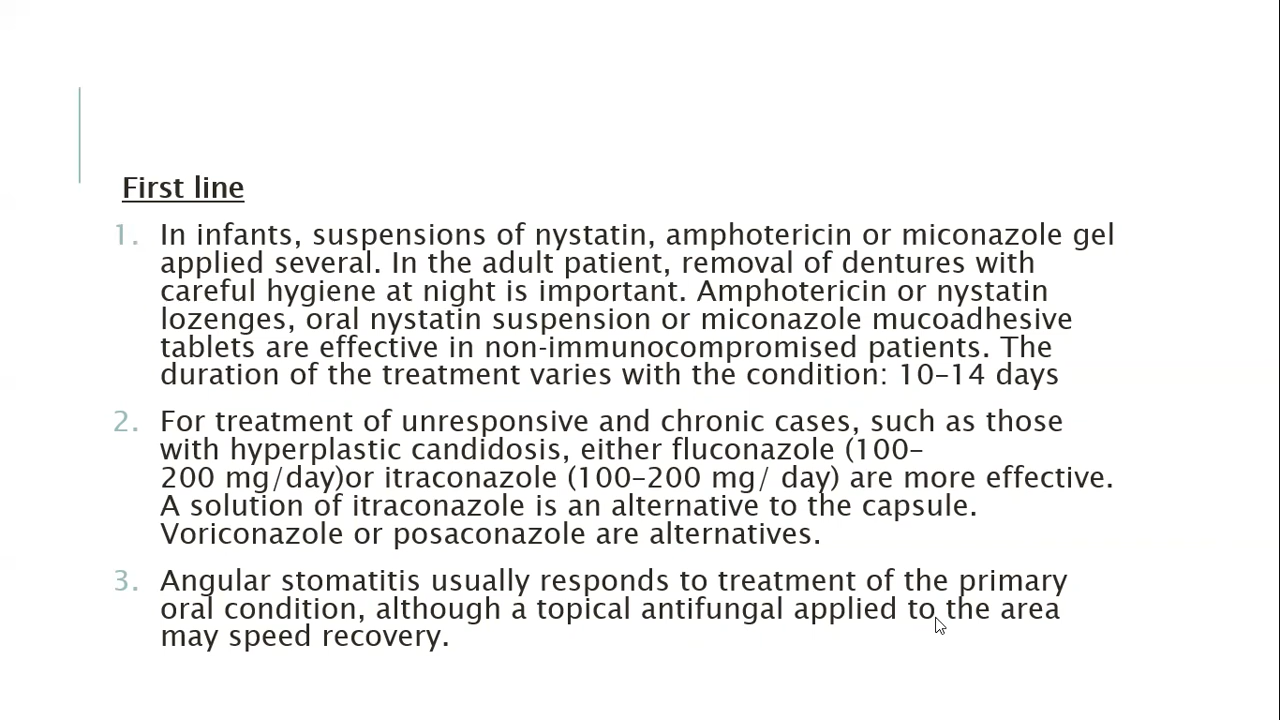 First line
1. In infants, suspensions of nystatin, amphotericin or miconazole gel
applied several. In the adult patient, removal of dentures with
careful hygiene at night is important. Amphotericin or nystatin
lozenges, oral nystatin suspension or miconazole mucoadhesive
tablets are effective in non-immunocompromised patients. The
duration of the treatment varies with the condition: 10–14 days
2. For treatment of unresponsive and chronic cases, such as those
with hyperplastic candidosis, either fluconazole (100–
200 mg/day)or itraconazole (100–200 mg/ day) are more effective.
A solution of itraconazole is an alternative to the capsule.
Voriconazole or posaconazole are alternatives.
3. Angular stomatitis usually responds to treatment of the primary
oral condition, although a topical antifungal applied to the area
may speed recovery.